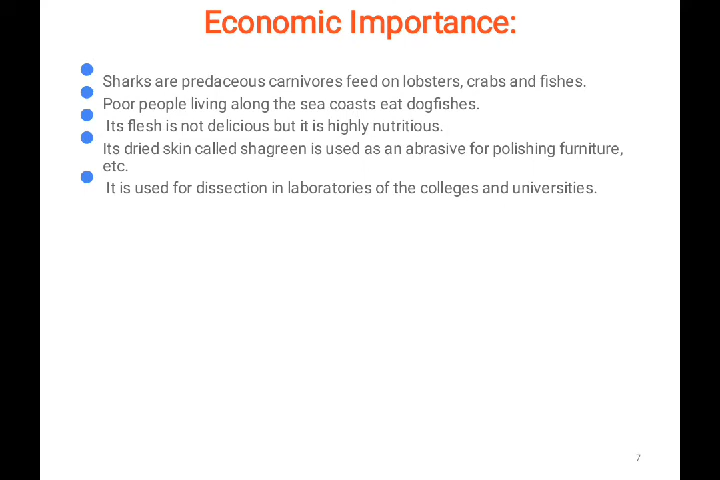 Economic Importance:
Sharks are predaceous carnivores feed on lobsters, crabs and fishes.
Poor people living along the sea coasts eat dogfishes.
Its flesh is not delicious but it is highly nutritious.
Its dried skin called shagreen is used as an abrasive for polishing furniture,
etc.
It is used for dissection in laboratories of the colleges and universities.
7